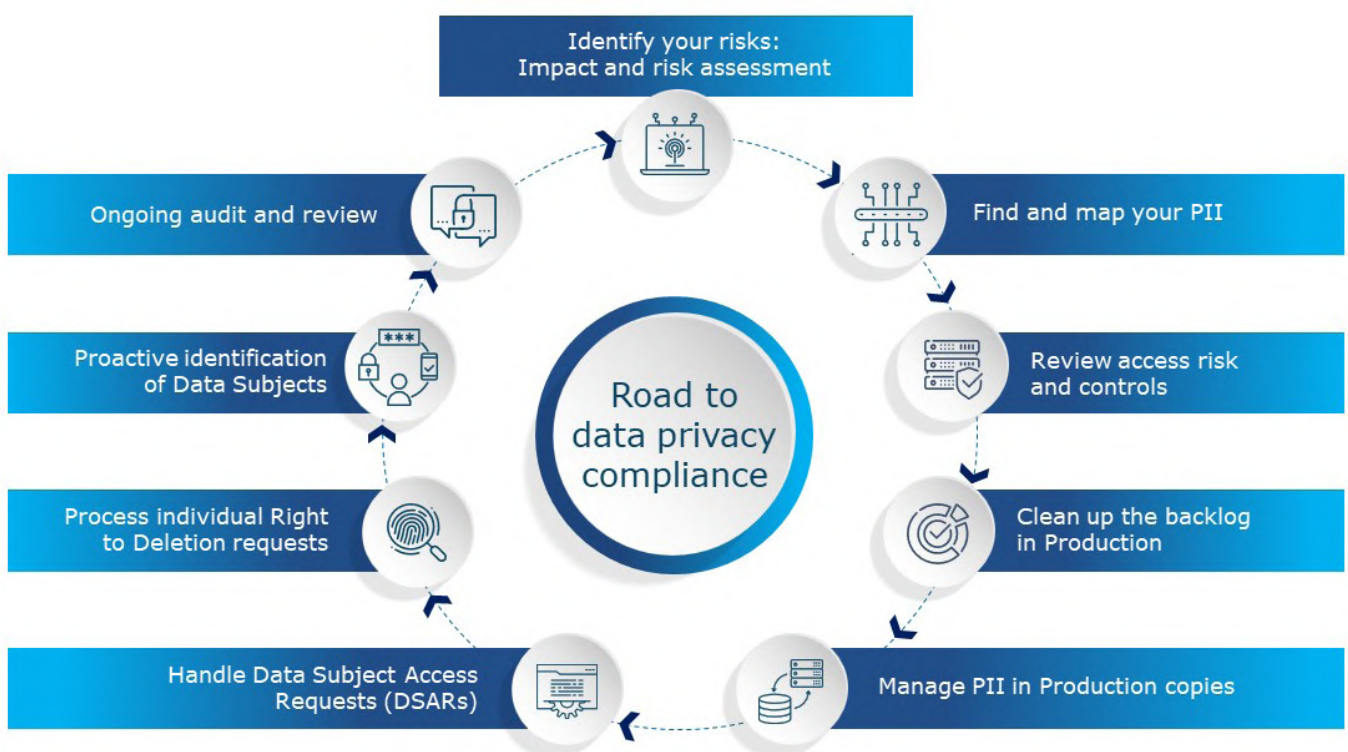 Identify your risks:
Impact and risk assessment
Find and map your PII
Review access risk
and controls
Clean up the backlog
in Production
Manage PII in Production copies
Handle Data Subject Access
Requests (DSARs)
Process individual Right
to Deletion requests
Proactive identification
of Data Subjects
***
Ongoing audit and review
Road to
data privacy
compliance